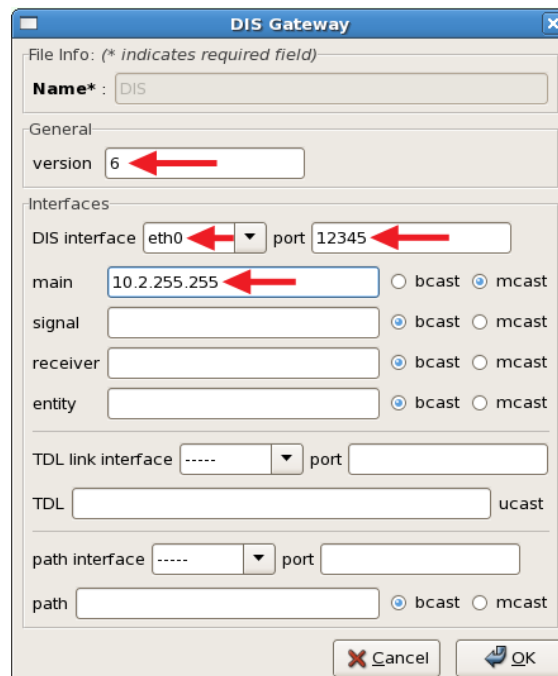 DIS Gateway
File Info: (* indicates required field)
Name* : DIS
General
version 6
Interfaces
DIS interface eth0 port 12345
main 10.2.255.255 bcast mcast
signal bcast mcast
receiver bcast mcast
entity bcast mcast
TDL link interface ----- port
TDL ucast
path interface ----- port
path bcast mcast
Cancel OK